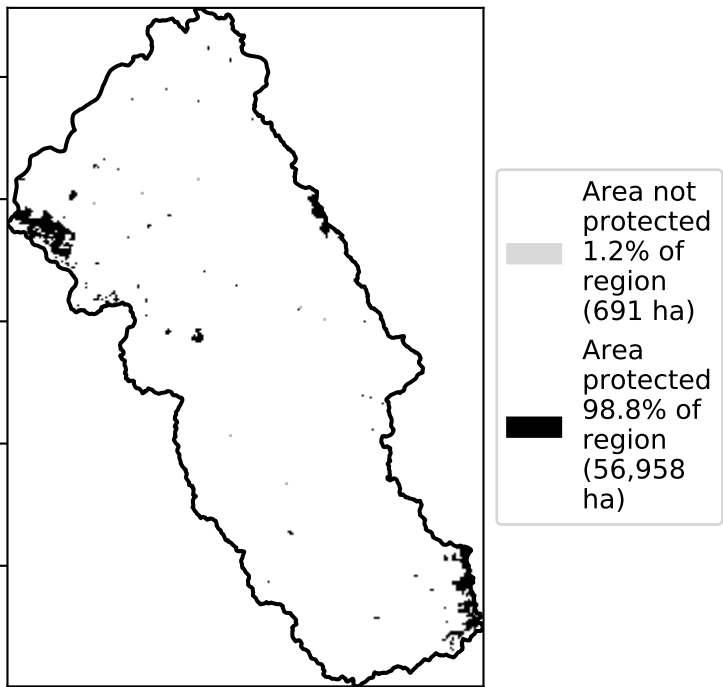 Area not
protected
1.2% of
region
(691 ha)
Area
protected
98.8% of
region
(56,958
ha)